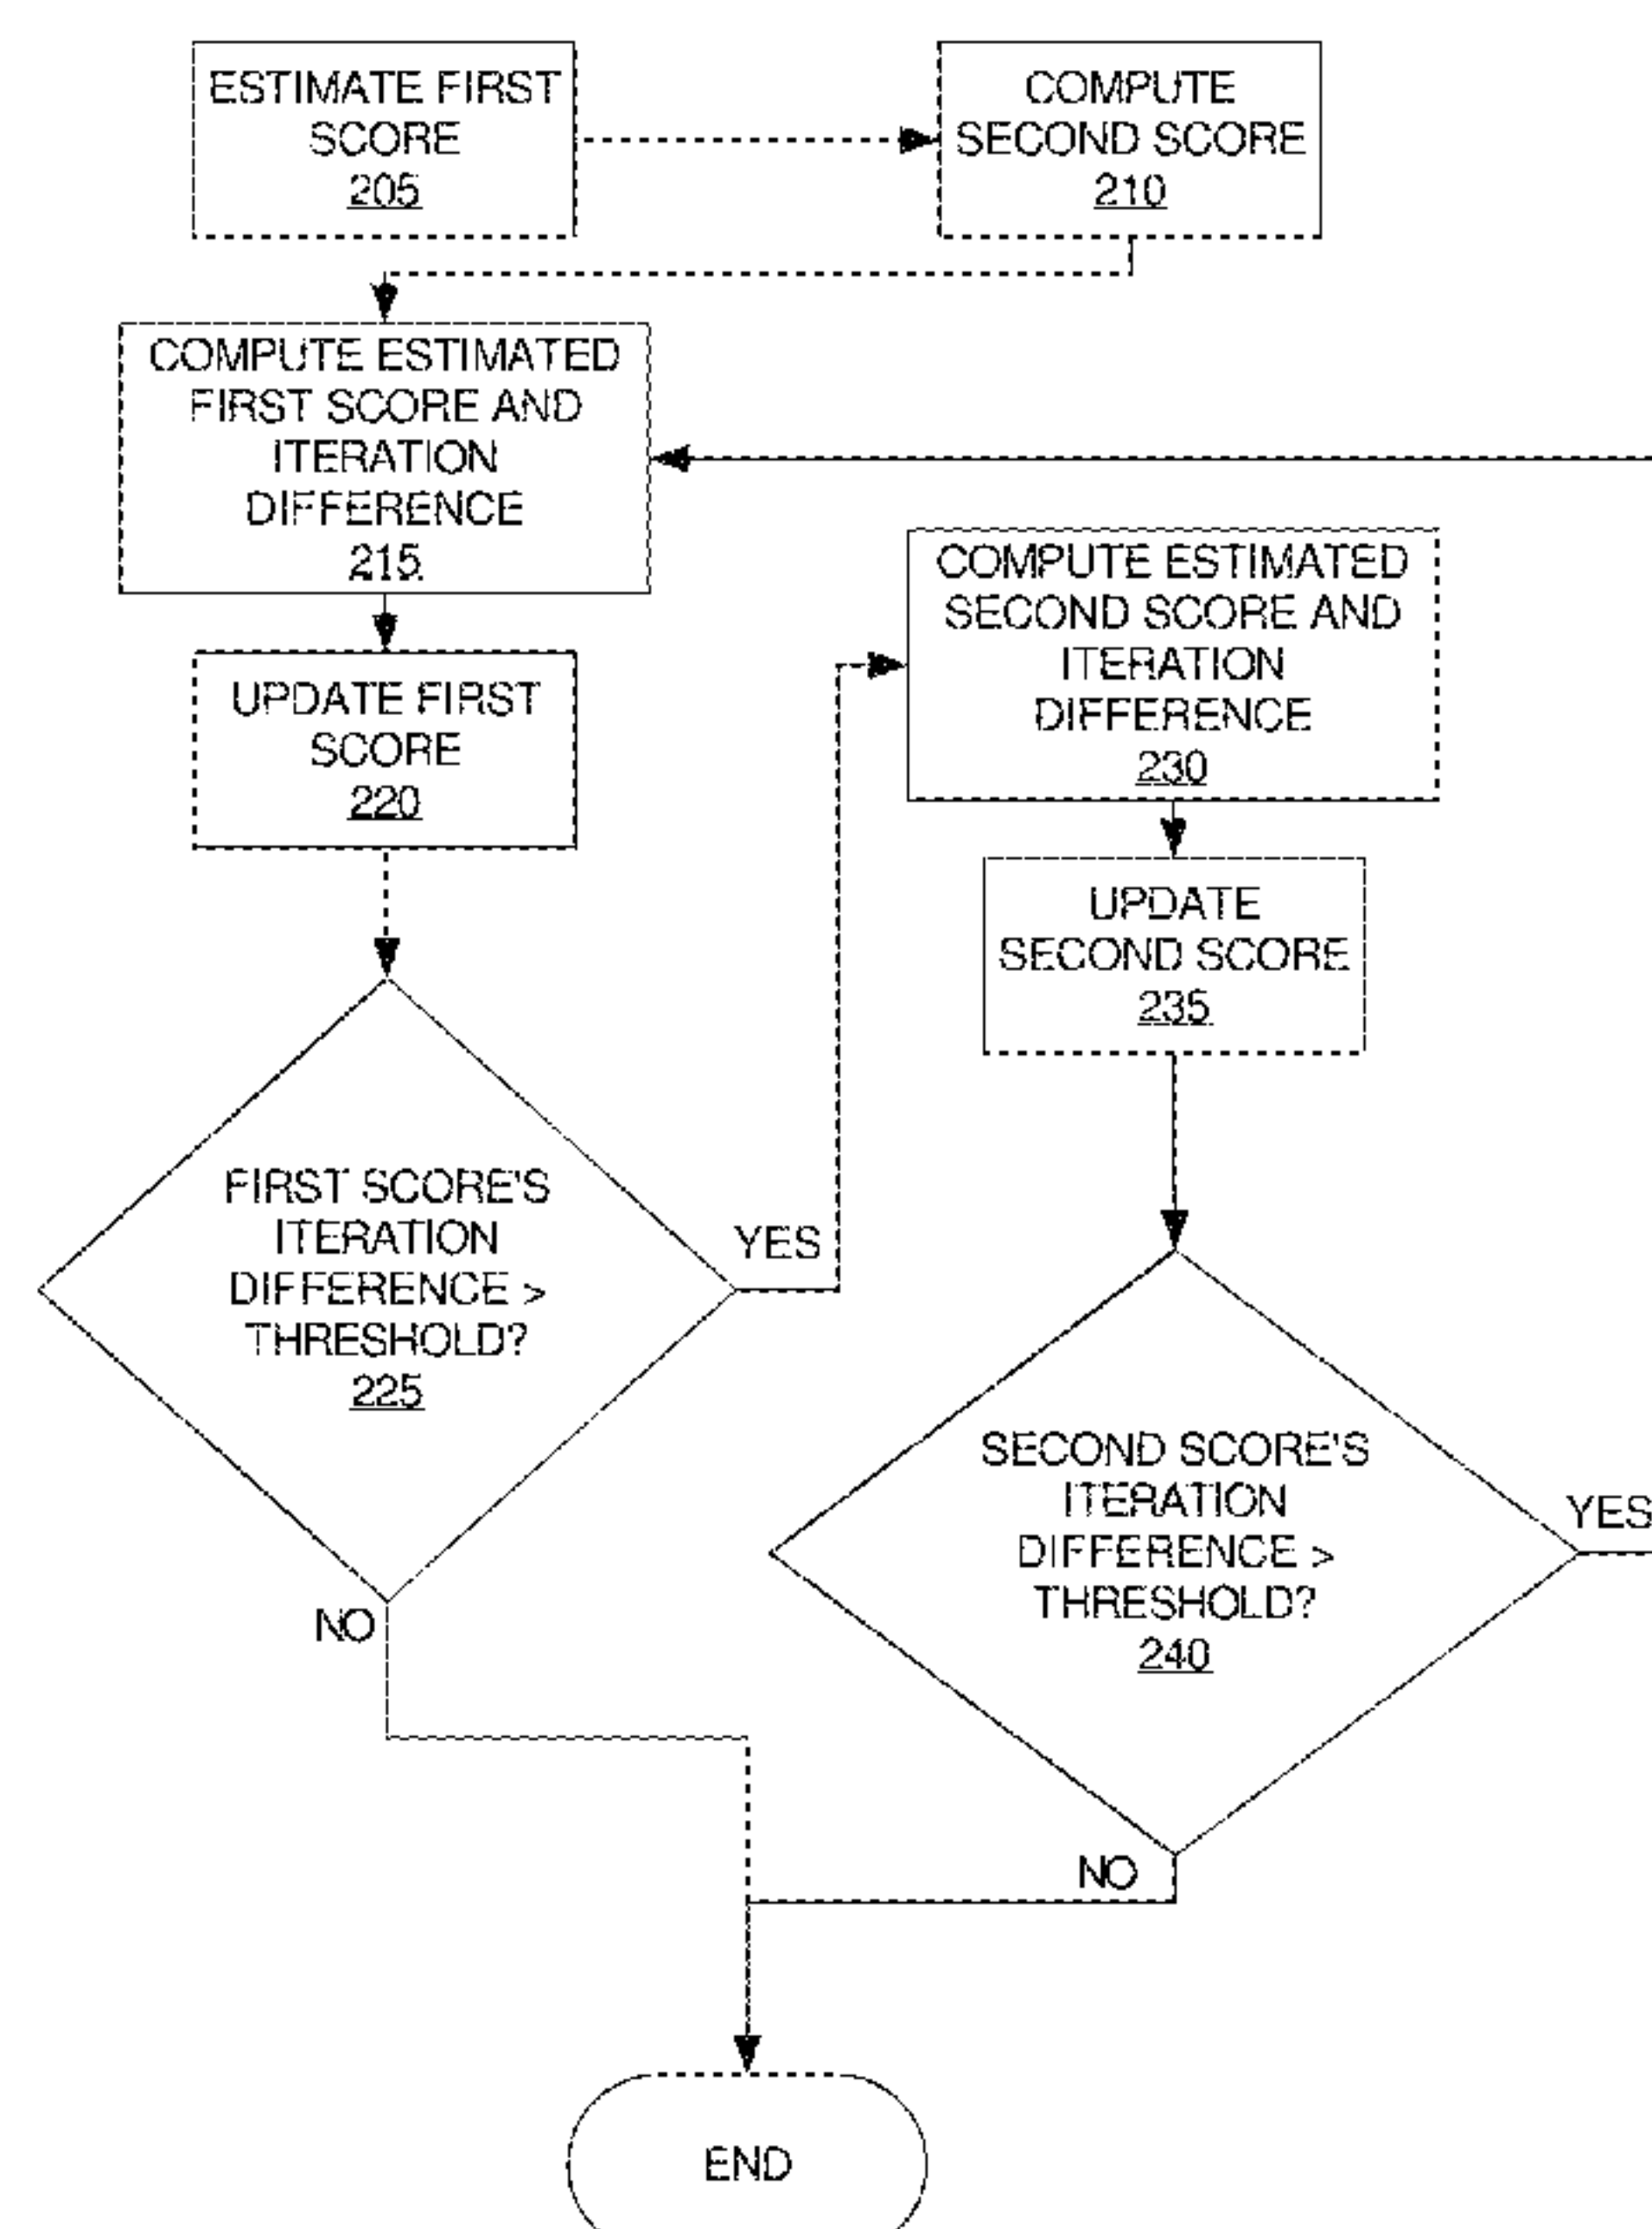 ESTIMATE FIRST
SCORE
205
COMPUTE
SECOND SCORE
210
COMPUTE ESTIMATED
FIRST SCORE AND
ITERATION
DIFFERENCE
215
UPDATE FIRST
SCORE
220
FIRST SCORE'S
ITERATION
DIFFERENCE >
THRESHOLD?
225
YES
NO
COMPUTE ESTIMATED
SECOND SCORE AND
ITERATION
DIFFERENCE
230
UPDATE
SECOND SCORE
235
SECOND SCORE'S
ITERATION
DIFFERENCE >
THRESHOLD?
240
YES
NO
END